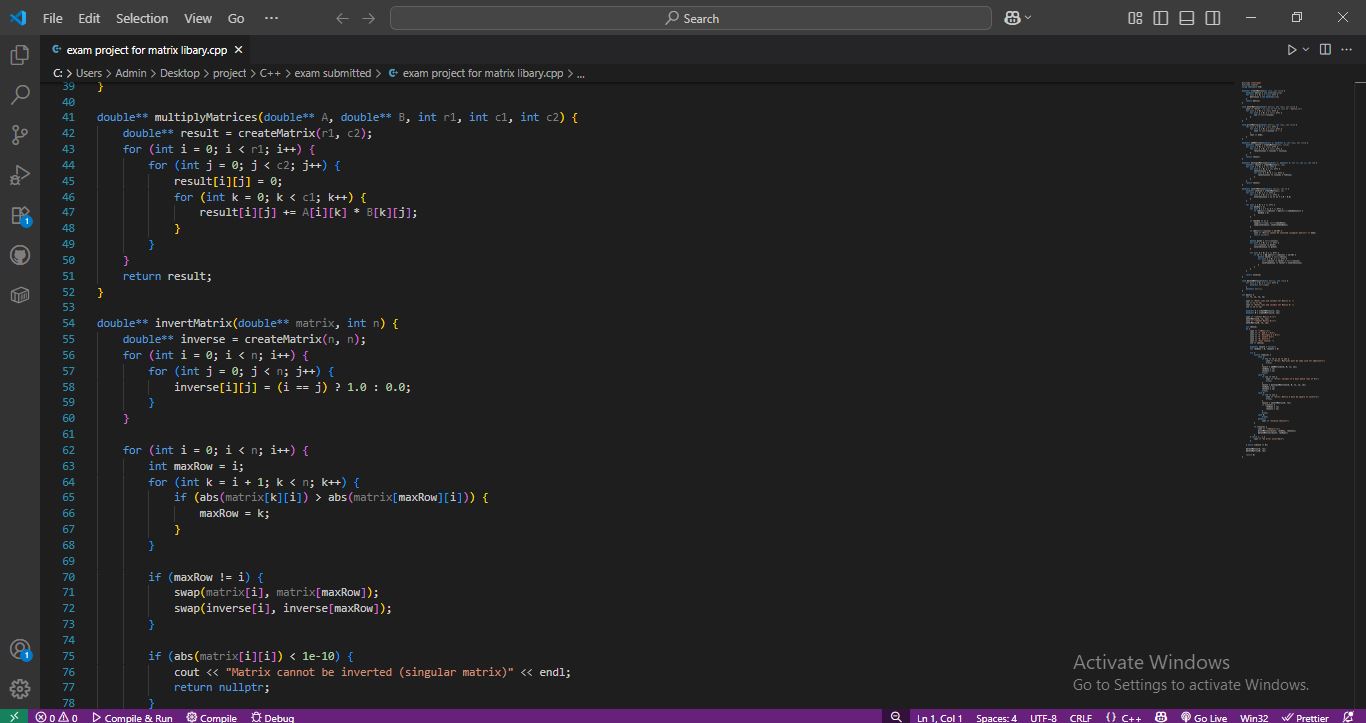 File Edit Selection View Go ··· Search
exam project for matrix libary.cpp
C: > Users > Admin > Desktop > project > C++ > exam submitted > exam project for matrix libary.cpp > ...
39 }
40
41 double** multiplyMatrices(double** A, double** B, int r1, int c1, int c2) {
42 double** result = createMatrix(r1, c2);
43 for (int i = 0; i < r1; i++) {
44 for (int j = 0; j < c2; j++) {
45 result[i][j] = 0;
46 for (int k = 0; k < c1; k++) {
47 result[i][j] += A[i][k] * B[k][j];
48 }
49 }
50 }
51 return result;
52 }
53
54 double** invertMatrix(double** matrix, int n) {
55 double** inverse = createMatrix(n, n);
56 for (int i = 0; i < n; i++) {
57 for (int j = 0; j < n; j++) {
58 inverse[i][j] = (i == j) ? 1.0 : 0.0;
59 }
60 }
61
62 for (int i = 0; i < n; i++) {
63 int maxRow = i;
64 for (int k = i + 1; k < n; k++) {
65 if (abs(matrix[k][i]) > abs(matrix[maxRow][i])) {
66 maxRow = k;
67 }
68 }
69
70 if (maxRow != i) {
71 swap(matrix[i], matrix[maxRow]);
72 swap(inverse[i], inverse[maxRow]);
73 }
74
75 if (abs(matrix[i][i]) < 1e-10) {
76 cout << "Matrix cannot be inverted (singular matrix)" << endl;
77 return nullptr;
78 }
1
1
Activate Windows
Go to Settings to activate Windows.
0 0 Compile & Run Compile Debug Ln 1, Col 1 Spaces: 4 UTF-8 CRLF {} C++ Go Live Win32 Prettier